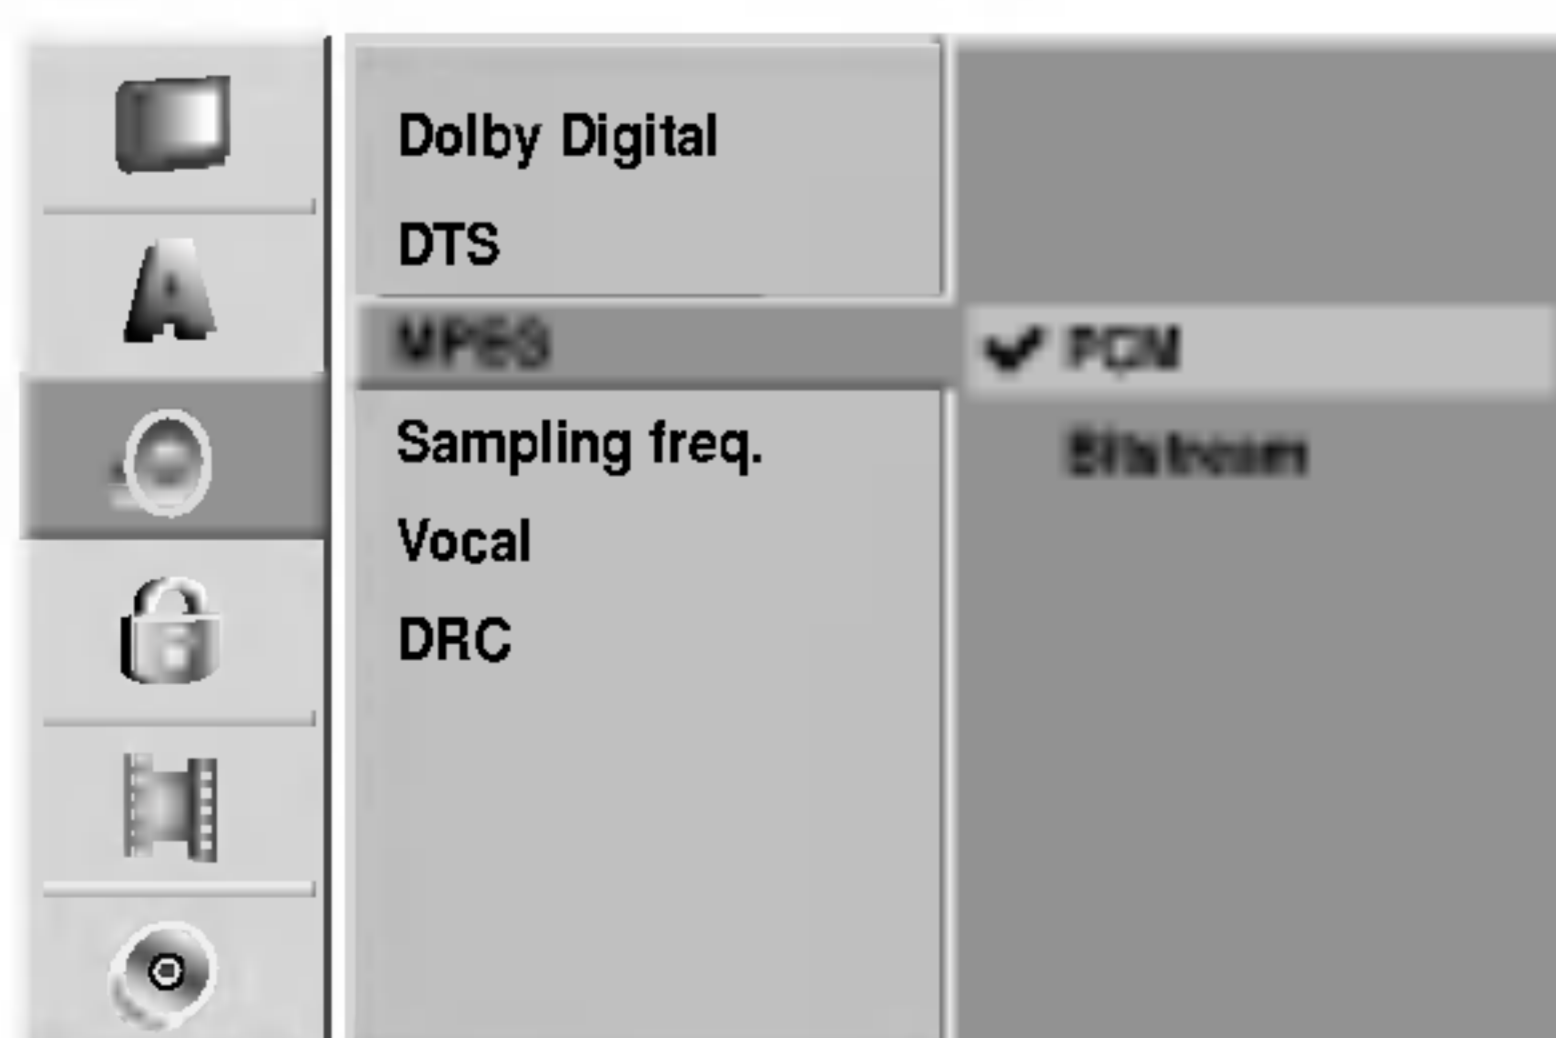 Dolby Digital
DTS
MPEG
PCM
Sampling freq.
Bitstream
Vocal
DRC